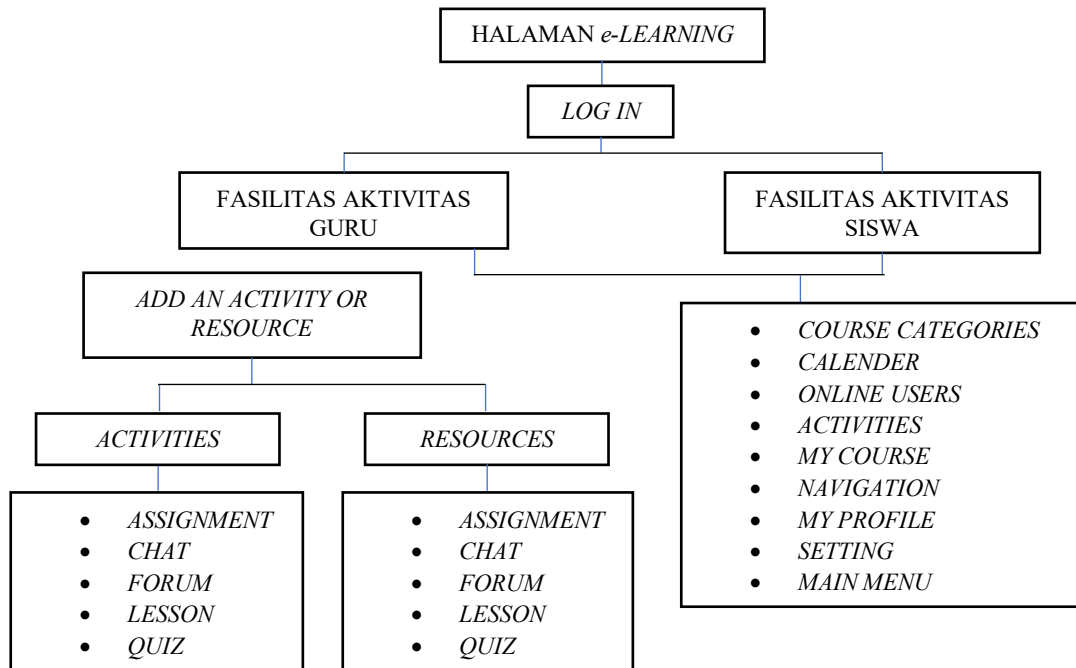 HALAMAN e-LEARNING
LOG IN
FASILITAS AKTIVITAS
GURU
FASILITAS AKTIVITAS
SISWA
ADD AN ACTIVITY OR
RESOURCE
ACTIVITIES
RESOURCES
• ASSIGNMENT
• CHAT
• FORUM
• LESSON
• QUIZ
• ASSIGNMENT
• CHAT
• FORUM
• LESSON
• QUIZ
• COURSE CATEGORIES
• CALENDER
• ONLINE USERS
• ACTIVITIES
• MY COURSE
• NAVIGATION
• MY PROFILE
• SETTING
• MAIN MENU